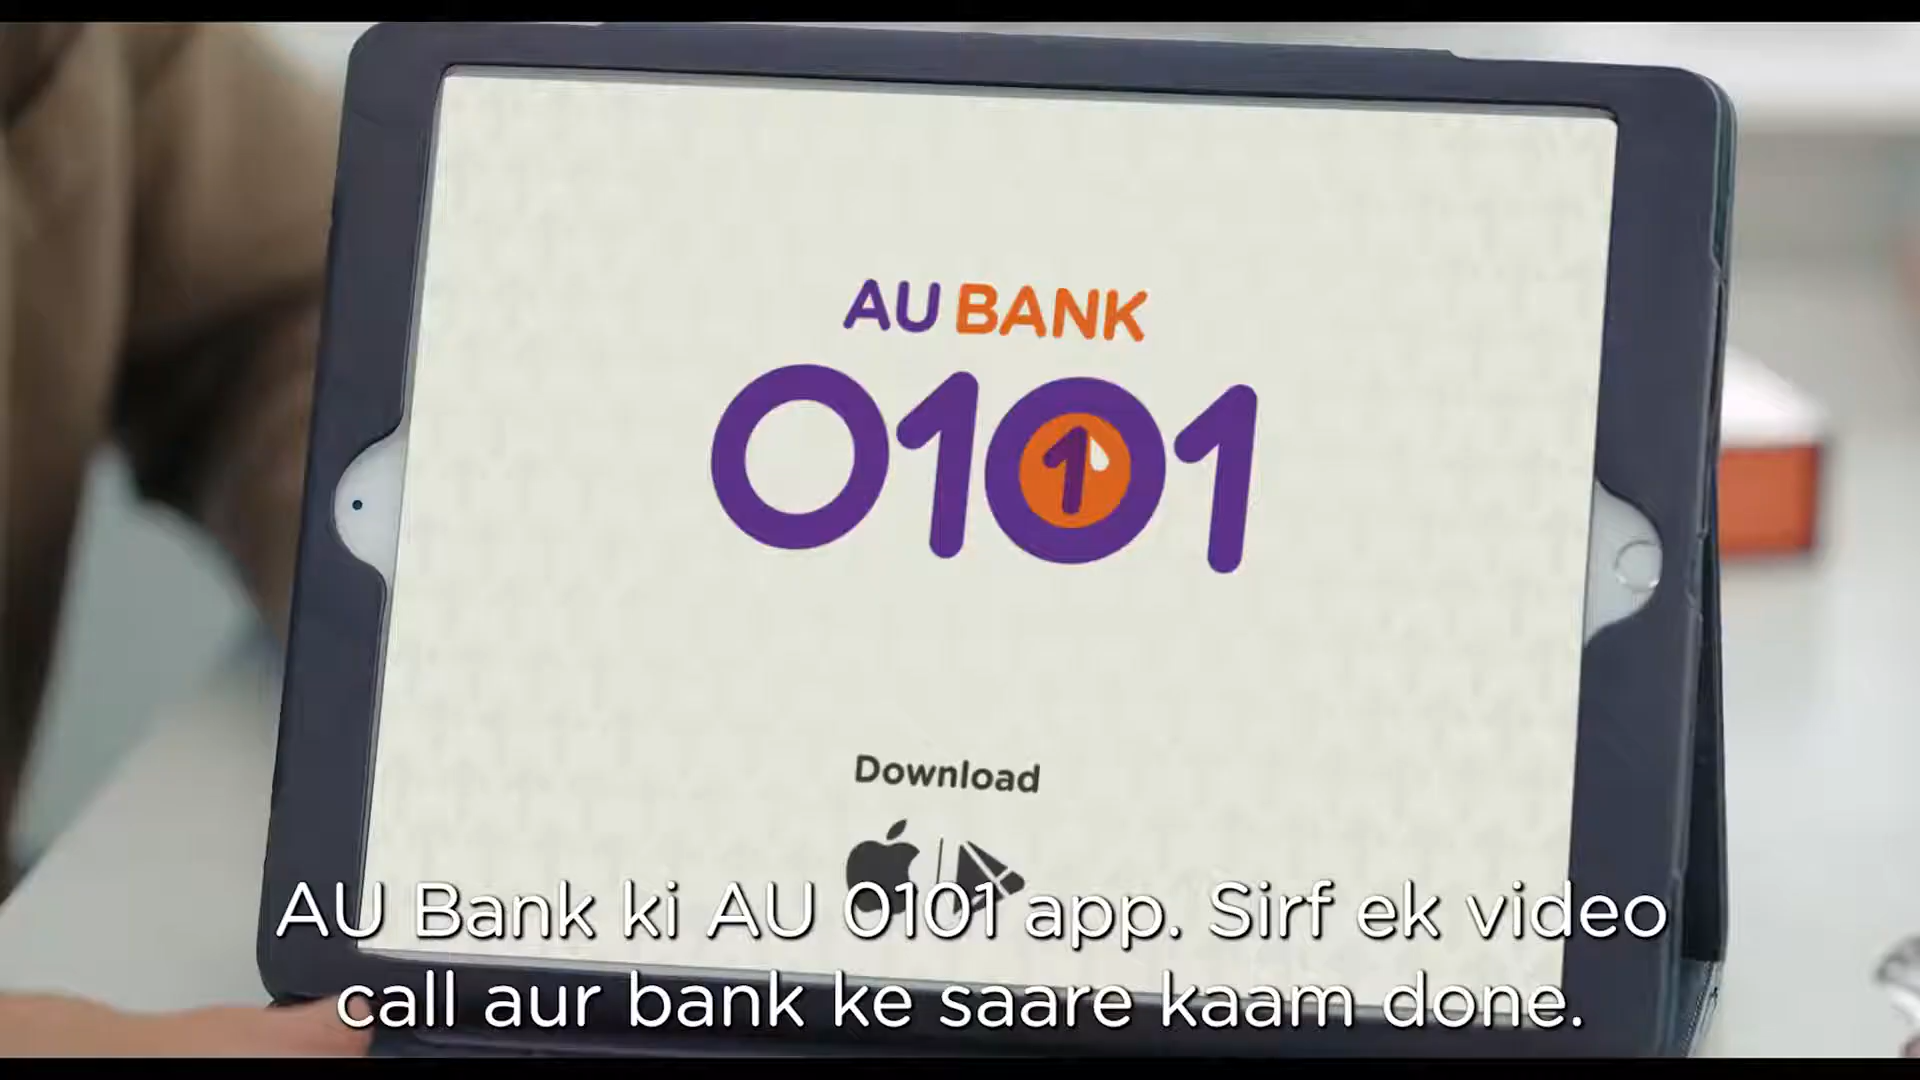 AU BANK
0101
1
Download
AU Bank ki AU 0101 app. Sirf ek video
call aur bank ke saare kaam done.